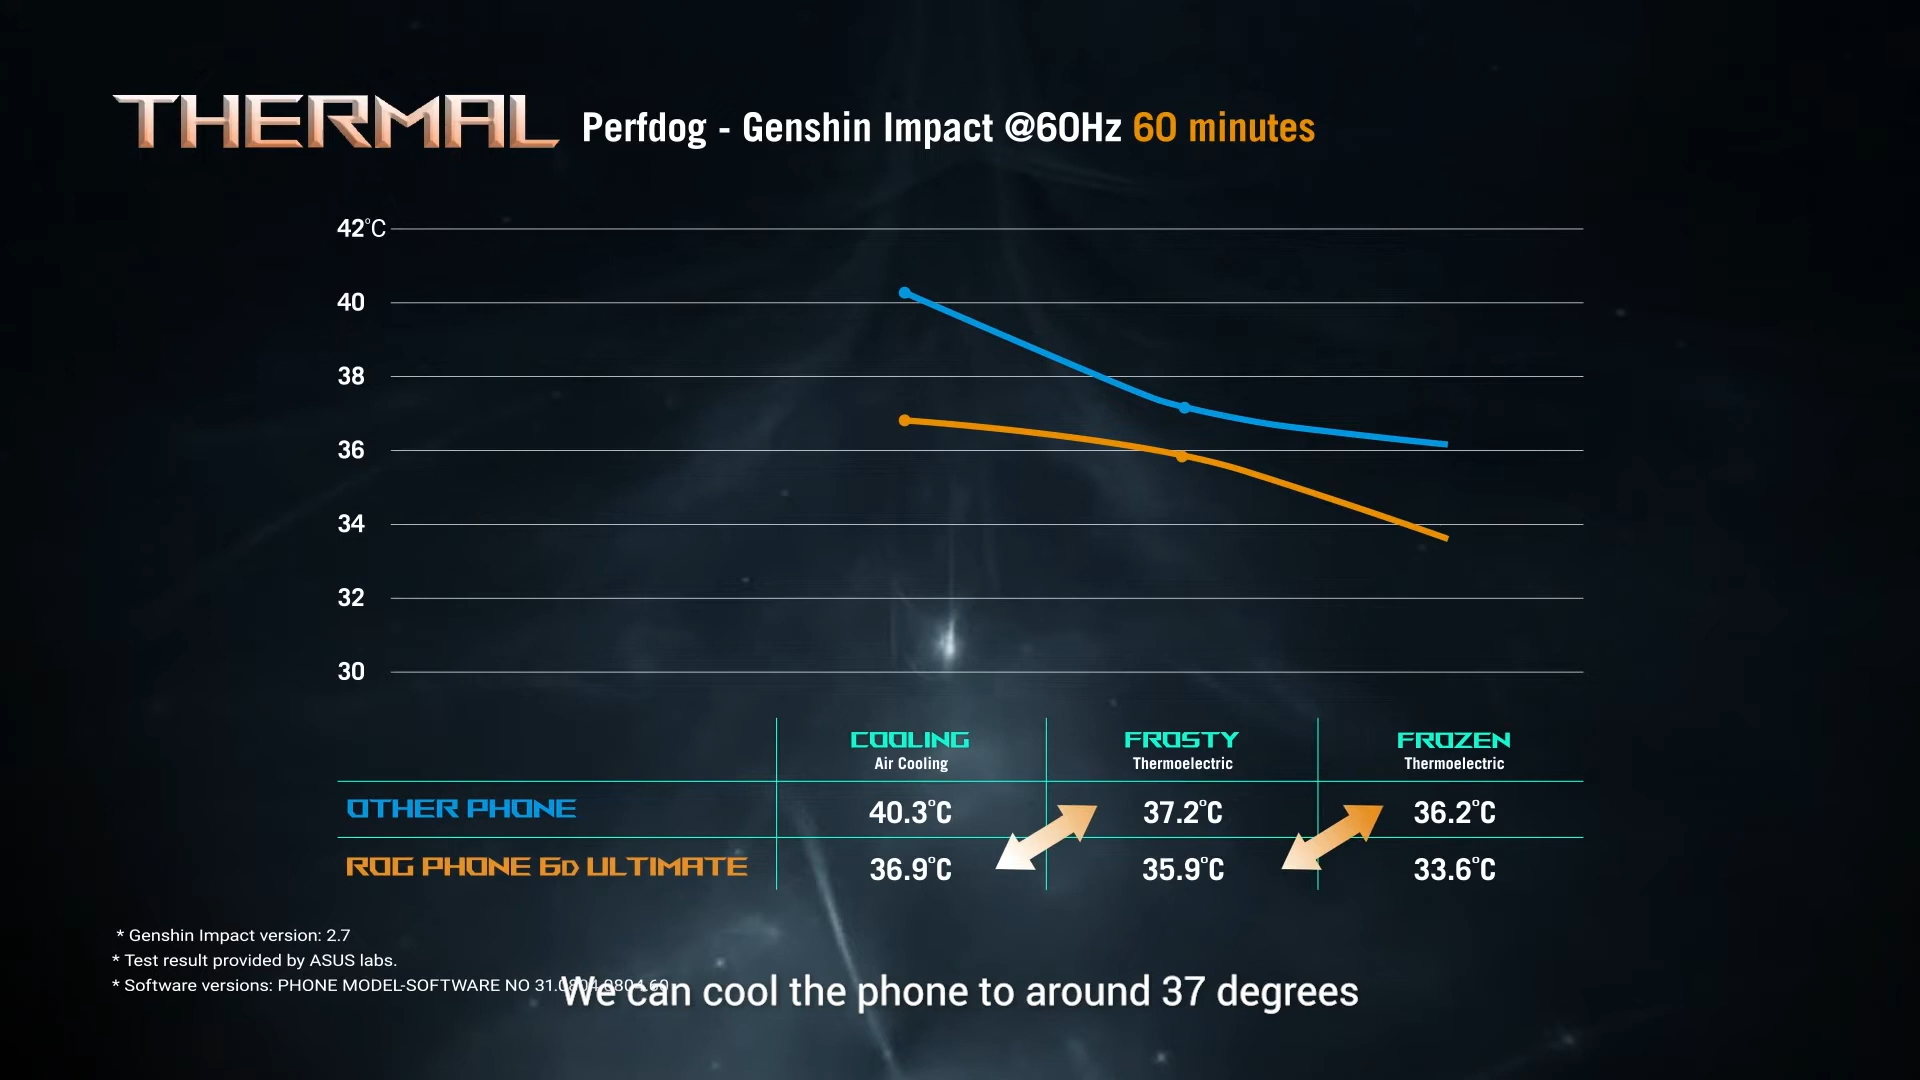 THERMAL Perfdog - Genshin Impact @60Hz 60 minutes
42°C
40
38
36
34
32
30
COOLING FROSTY FROZEN
Air Cooling Thermoelectric Thermoelectric
OTHER PHONE 40.3°C 37.2°C 36.2°C
ROG PHONE 6D ULTIMATE 36.9°C 35.9°C 33.6°C
* Genshin Impact version: 2.7
* Test result provided by ASUS labs.
* Software versions: PHONE MODEL-SOFTWARE NO
We can cool the phone to around 37 degrees